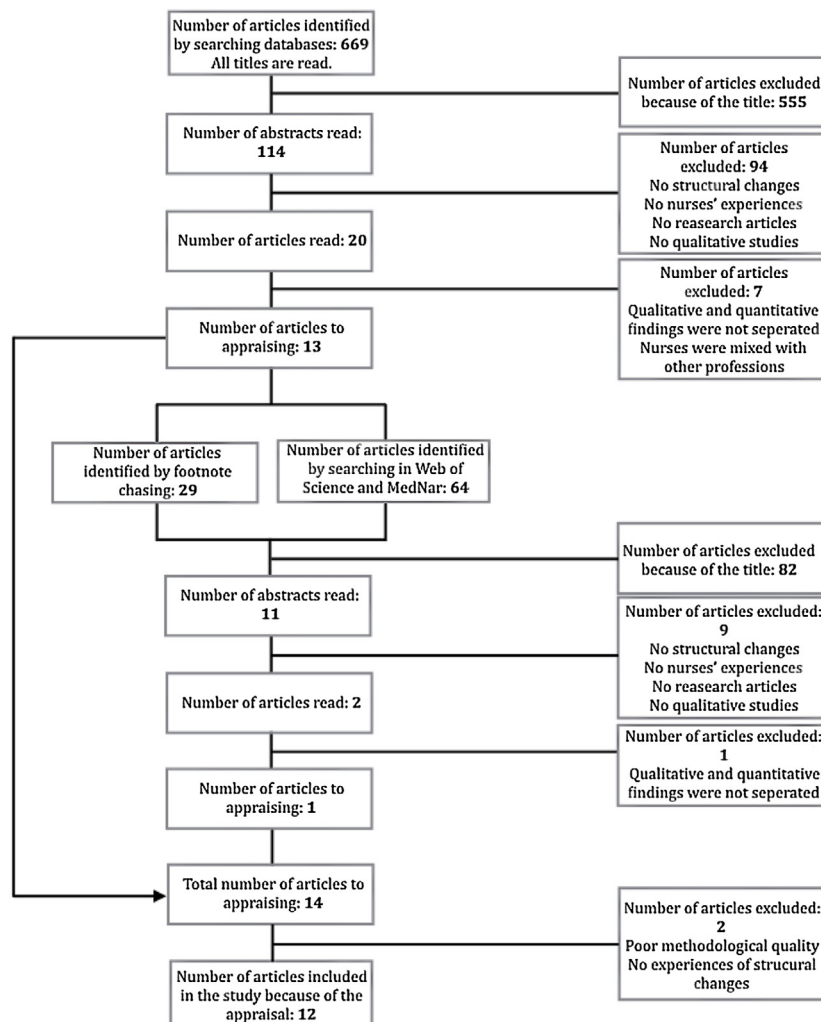 Number of articles identified
by searching databases: 669
All titles are read.
Number of articles excluded
because of the title: 555
Number of abstracts read:
114
Number of articles
excluded: 94
No structural changes
No nurses' experiences
No reasearch articles
No qualitative studies
Number of articles read: 20
Number of articles
excluded: 7
Qualitative and quantitative
findings were not seperated
Nurses were mixed with
other professions
Number of articles to
appraising: 13
Number of articles
identified by footnote
chasing: 29
Number of articles identified
by searching in Web of
Science and MedNar: 64
Number of articles excluded
because of the title: 82
Number of abstracts read:
11
Number of articles excluded:
9
No structural changes
No nurses' experiences
No reasearch articles
No qualitative studies
Number of articles read: 2
Number of articles excluded:
1
Qualitative and quantitative
findings were not seperated
Number of articles to
appraising: 1
Total number of articles to
appraising: 14
Number of articles excluded:
2
Poor methodological quality
No experiences of strucural
changes
Number of articles included
in the study because of the
appraisal: 12